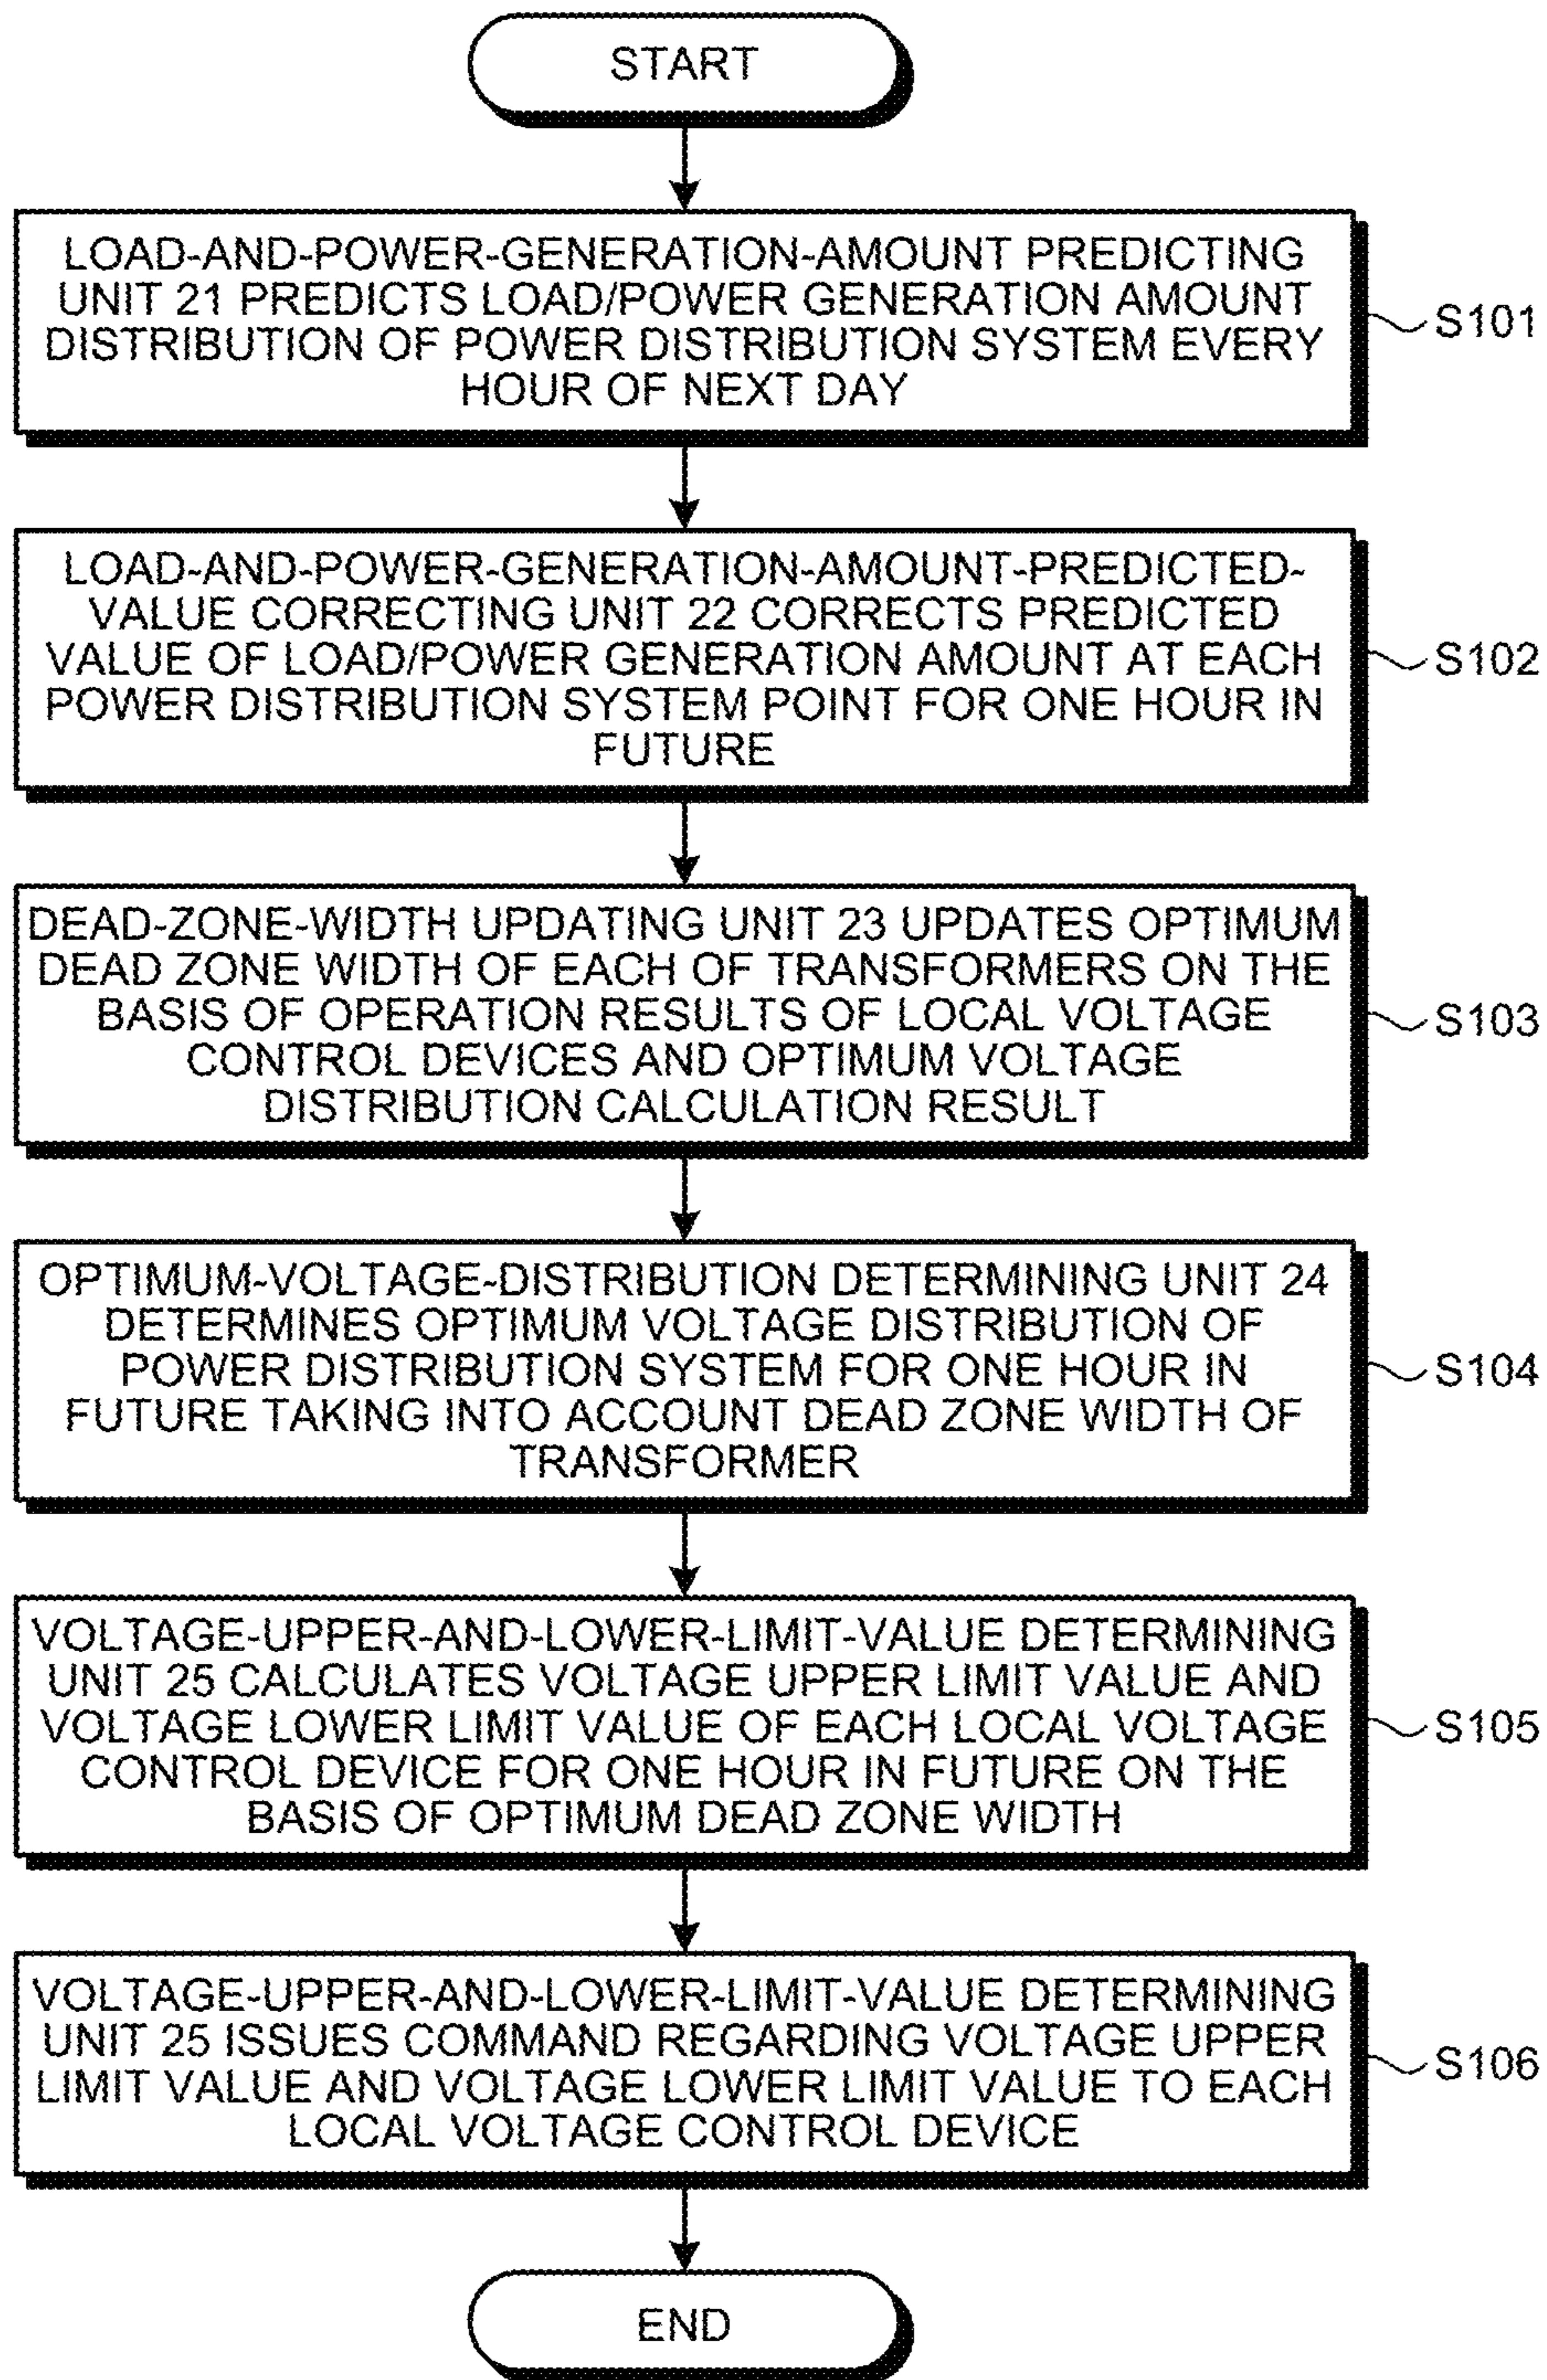 START
LOAD-AND-POWER-GENERATION-AMOUNT PREDICTING
UNIT 21 PREDICTS LOAD/POWER GENERATION AMOUNT
DISTRIBUTION OF POWER DISTRIBUTION SYSTEM EVERY
HOUR OF NEXT DAY
S101
LOAD-AND-POWER-GENERATION-AMOUNT-PREDICTED-
VALUE CORRECTING UNIT 22 CORRECTS PREDICTED
VALUE OF LOAD/POWER GENERATION AMOUNT AT EACH
POWER DISTRIBUTION SYSTEM POINT FOR ONE HOUR IN
FUTURE
S102
DEAD-ZONE-WIDTH UPDATING UNIT 23 UPDATES OPTIMUM
DEAD ZONE WIDTH OF EACH OF TRANSFORMERS ON THE
BASIS OF OPERATION RESULTS OF LOCAL VOLTAGE
CONTROL DEVICES AND OPTIMUM VOLTAGE
DISTRIBUTION CALCULATION RESULT
S103
OPTIMUM-VOLTAGE-DISTRIBUTION DETERMINING UNIT 24
DETERMINES OPTIMUM VOLTAGE DISTRIBUTION OF
POWER DISTRIBUTION SYSTEM FOR ONE HOUR IN
FUTURE TAKING INTO ACCOUNT DEAD ZONE WIDTH OF
TRANSFORMER
S104
VOLTAGE-UPPER-AND-LOWER-LIMIT-VALUE DETERMINING
UNIT 25 CALCULATES VOLTAGE UPPER LIMIT VALUE AND
VOLTAGE LOWER LIMIT VALUE OF EACH LOCAL VOLTAGE
CONTROL DEVICE FOR ONE HOUR IN FUTURE ON THE
BASIS OF OPTIMUM DEAD ZONE WIDTH
S105
VOLTAGE-UPPER-AND-LOWER-LIMIT-VALUE DETERMINING
UNIT 25 ISSUES COMMAND REGARDING VOLTAGE UPPER
LIMIT VALUE AND VOLTAGE LOWER LIMIT VALUE TO EACH
LOCAL VOLTAGE CONTROL DEVICE
S106
END